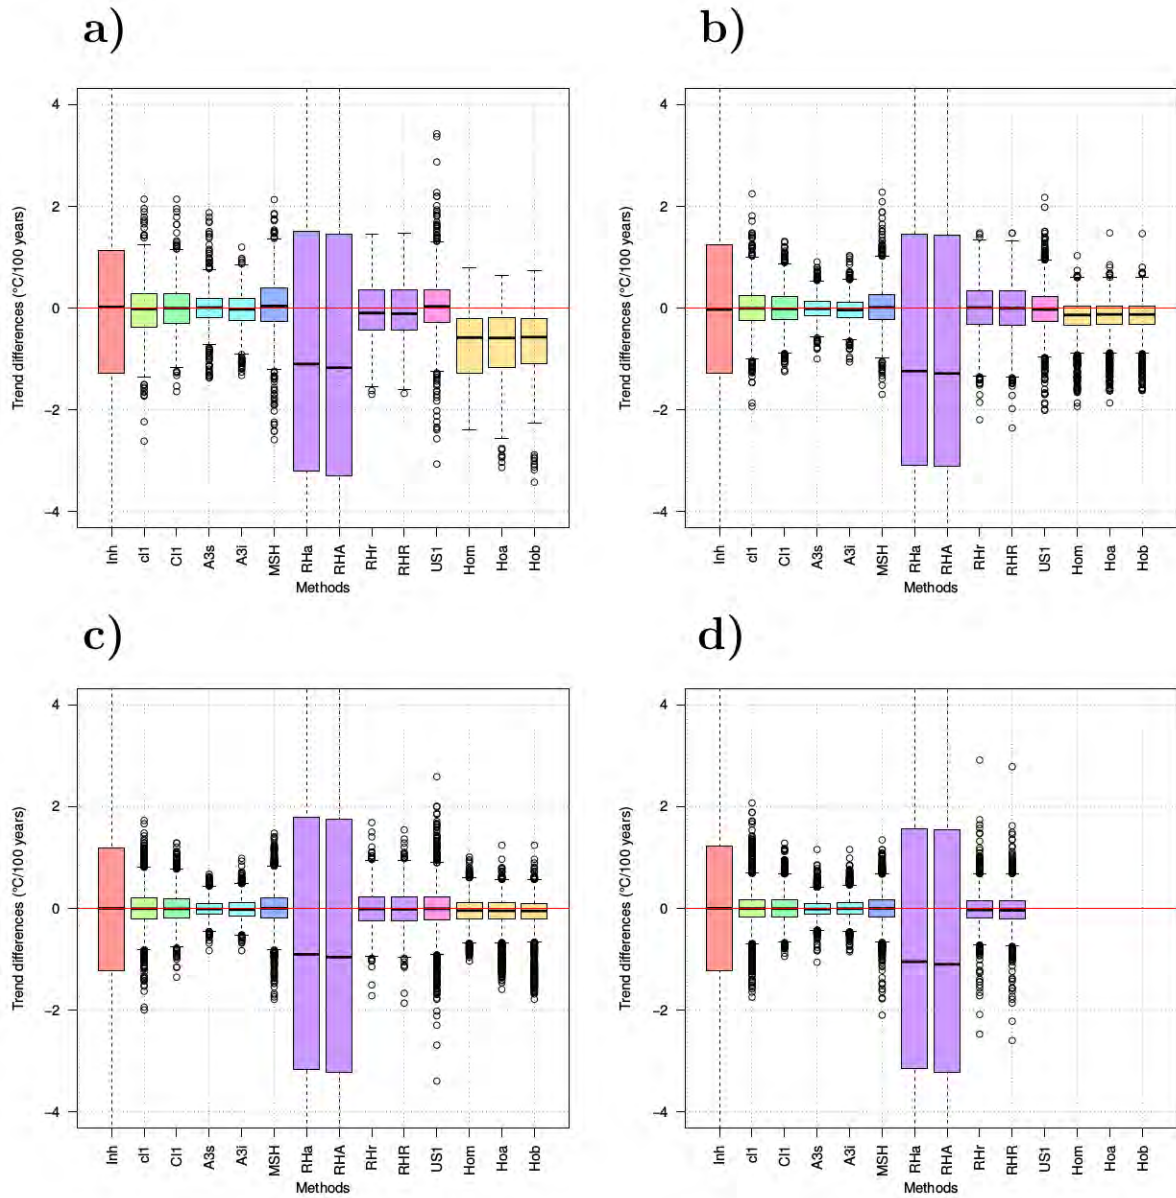 a)
4
2
0
−2
−4
Trend differences (°C/100 years)
Inh
cl1
Cl1
A3s
A3i
MSH
RHa
RHA
RHr
RHR
US1
Hom
Hoa
Hob
Methods
b)
4
2
0
−2
−4
Trend differences (°C/100 years)
Inh
cl1
Cl1
A3s
A3i
MSH
RHa
RHA
RHr
RHR
US1
Hom
Hoa
Hob
Methods
c)
4
2
0
−2
−4
Trend differences (°C/100 years)
Inh
cl1
Cl1
A3s
A3i
MSH
RHa
RHA
RHr
RHR
US1
Hom
Hoa
Hob
Methods
d)
4
2
0
−2
−4
Trend differences (°C/100 years)
Inh
cl1
Cl1
A3s
A3i
MSH
RHa
RHA
RHr
RHR
US1
Hom
Hoa
Hob
Methods